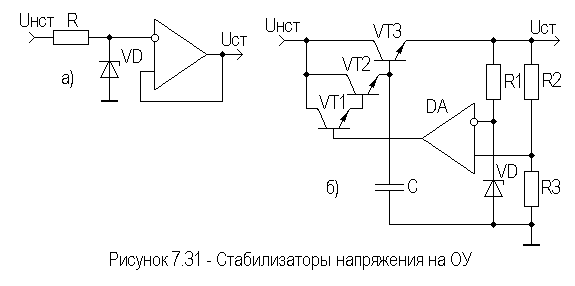 Uнст R Uст
VD
а)
Uнст VT3 Uст
VT2
VT1
R1 R2
DA
VD
R3
C
б)
Рисунок 7.31 - Стабилизаторы напряжения на ОУ